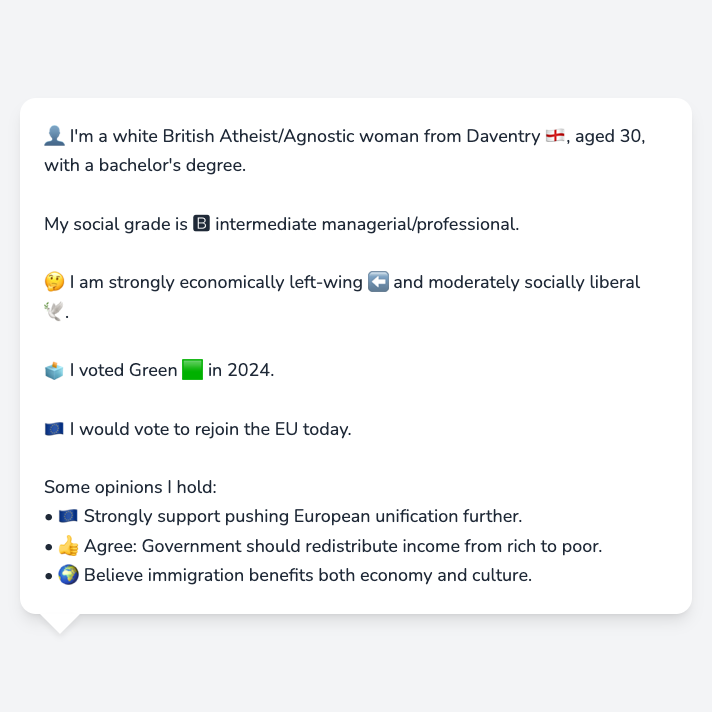 👤 I'm a white British Atheist/Agnostic woman from Daventry 🏴󠁧󠁢󠁥󠁮󠁧󠁿, aged 30,
with a bachelor's degree.
My social grade is 🅱 intermediate managerial/professional.
🤔 I am strongly economically left-wing ⬅️ and moderately socially liberal
🕊️.
🗳️ I voted Green 🟩 in 2024.
🇪🇺 I would vote to rejoin the EU today.
Some opinions I hold:
• 🇪🇺 Strongly support pushing European unification further.
• 👍 Agree: Government should redistribute income from rich to poor.
• 🌍 Believe immigration benefits both economy and culture.